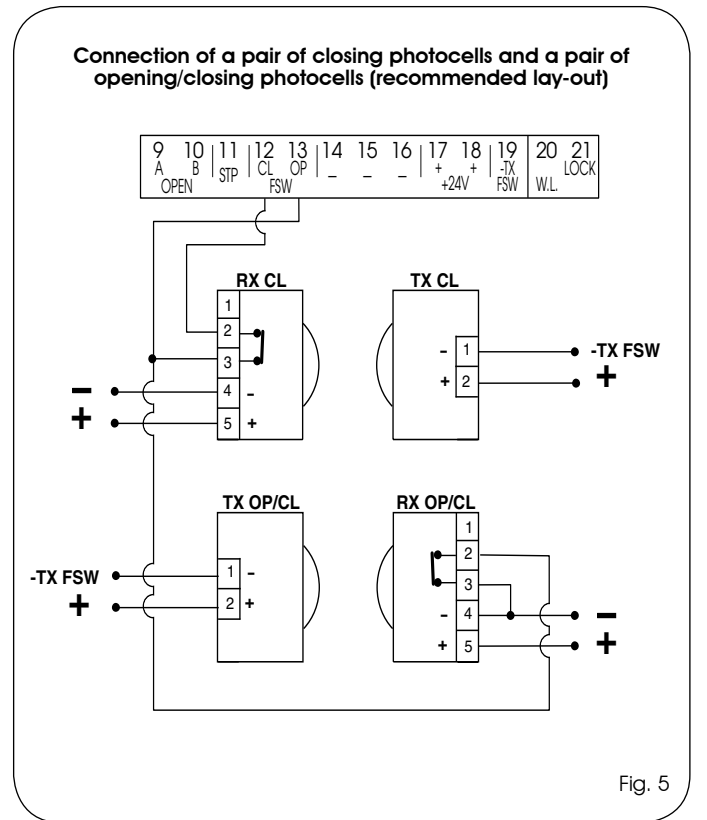 Connection of a pair of closing photocells and a pair of
opening/closing photocells (recommended lay-out)
9 10 11 12 13 14 15 16 17 18 19 20 21
A B STP CL OP – – – + + -TX W.L. LOCK
OPEN FSW +24V FSW
RX CL TX CL
1
2
3
4 -
5 +
–
+
- 1 -TX FSW
+ 2 +
TX OP/CL RX OP/CL
-TX FSW 1 -
+ 2 +
1
2
3
- 4 –
+ 5 +
Fig. 5